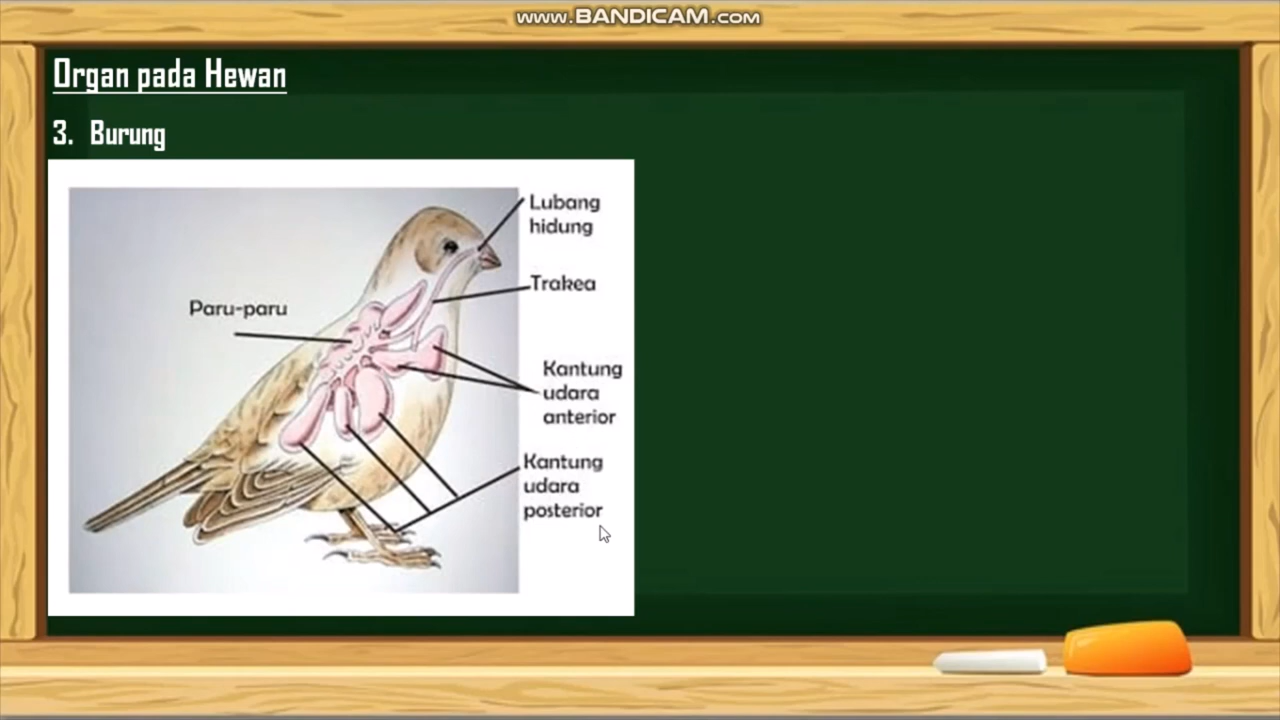 www.BANDICAM.com
Organ pada Hewan
3. Burung
Lubang
hidung
Trakea
Paru-paru
Kantung
udara
anterior
Kantung
udara
posterior